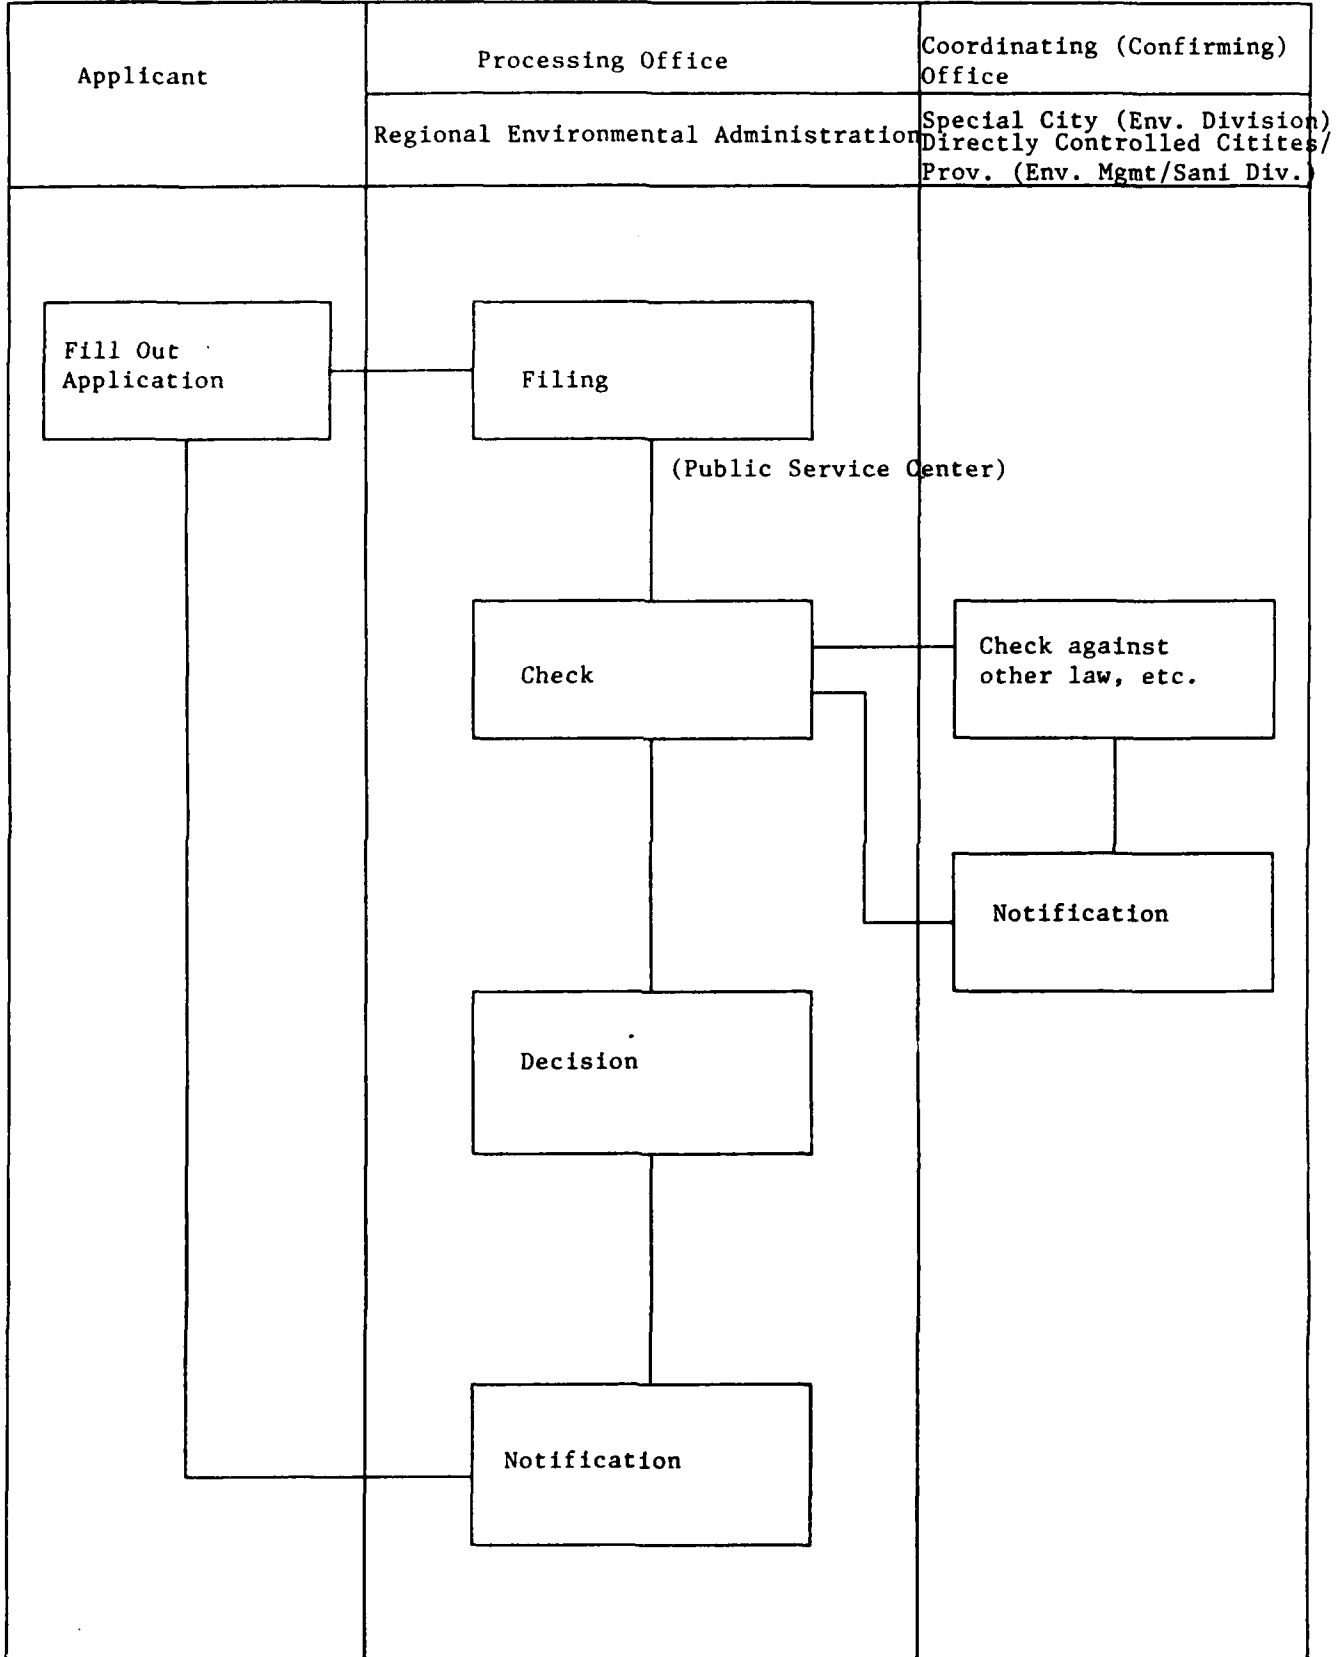 Applicant
Processing Office
Coordinating (Confirming)
Office
Regional Environmental Administration
Special City (Env. Division)
Directly Controlled Citites/
Prov. (Env. Mgmt/Sani Div.)
Fill Out
Application
Filing
(Public Service Center)
Check
Check against
other law, etc.
Notification
Decision
Notification